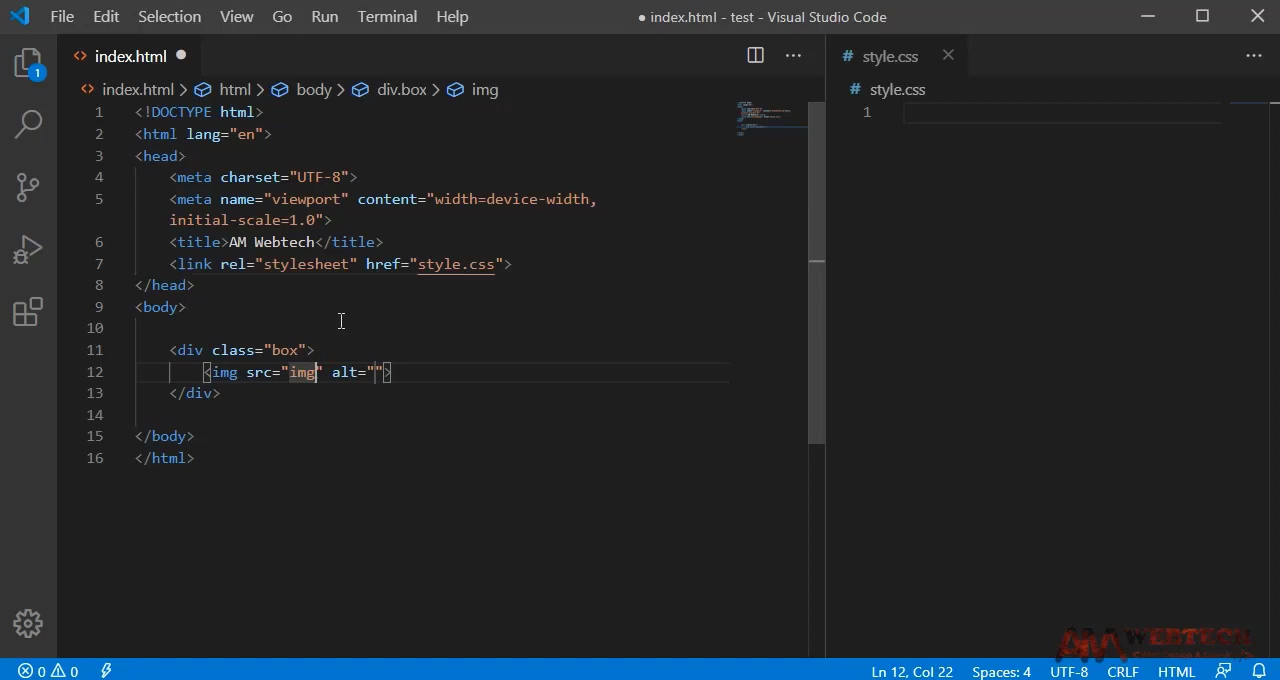 File Edit Selection View Go Run Terminal Help ● index.html - test - Visual Studio Code
index.html
style.css
index.html > html > body > div.box > img
style.css
1 <!DOCTYPE html>
2 <html lang="en">
3 <head>
4 <meta charset="UTF-8">
5 <meta name="viewport" content="width=device-width,
initial-scale=1.0">
6 <title>AM Webtech</title>
7 <link rel="stylesheet" href="style.css">
8 </head>
9 <body>
10
11 <div class="box">
12 <img src="img" alt="">
13 </div>
14
15 </body>
16 </html>
1
1
AM WEBTECH
0 0 Ln 12, Col 22 Spaces: 4 UTF-8 CRLF HTML